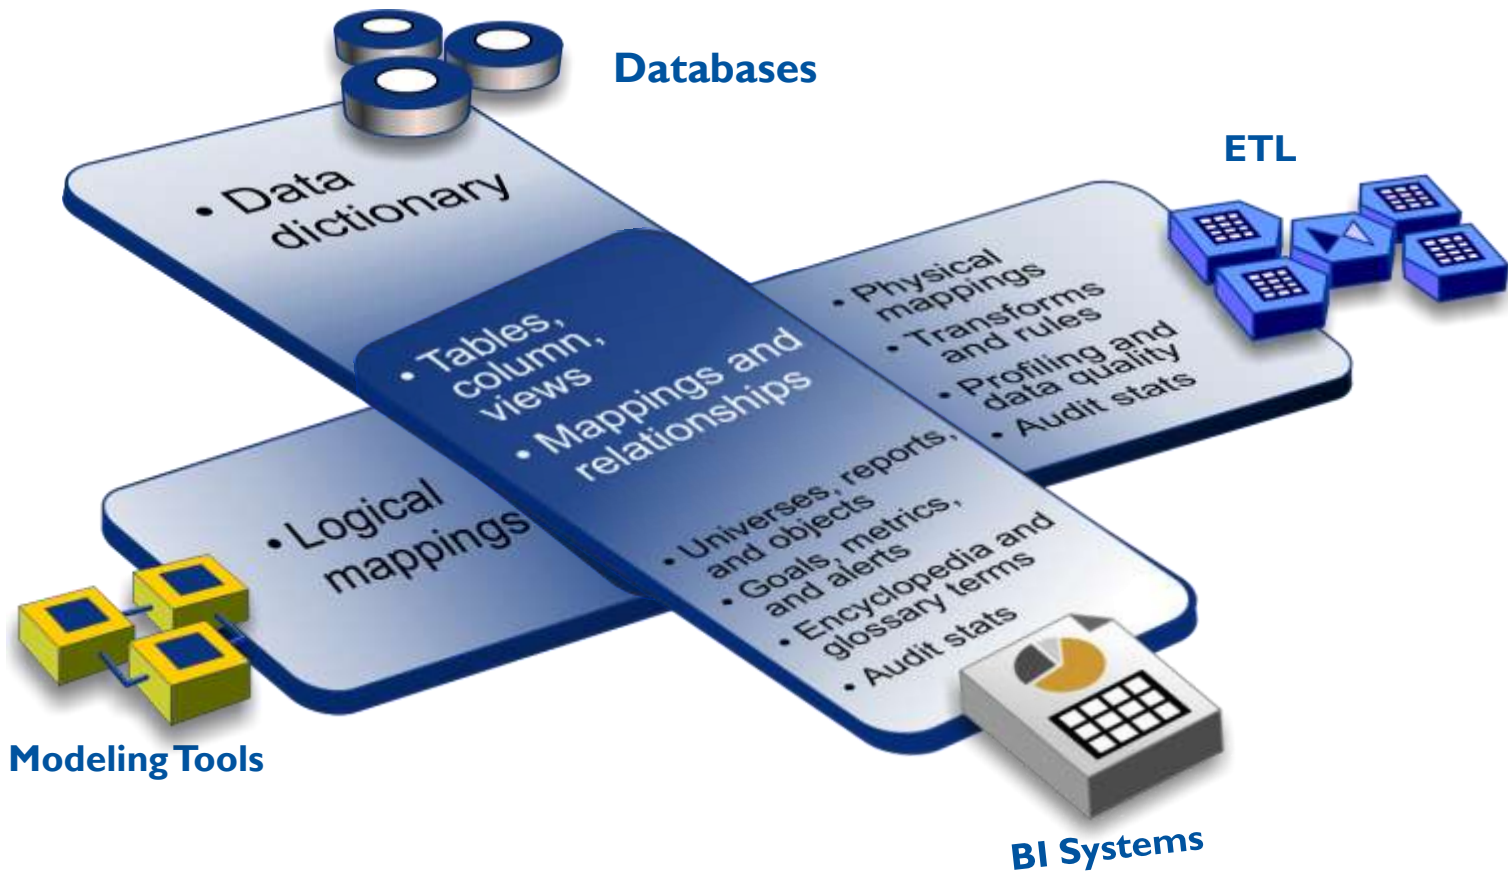 Databases
ETL
• Data
dictionary
• Tables,
column,
views
• Mappings and
relationships
• Physical
mappings
• Transforms
and rules
• Profiling and
data quality
• Audit stats
• Logical
mappings
• Universes, reports,
and objects
• Goals, metrics,
and alerts
• Encyclopedia and
glossary terms
• Audit stats
Modeling Tools
BI Systems